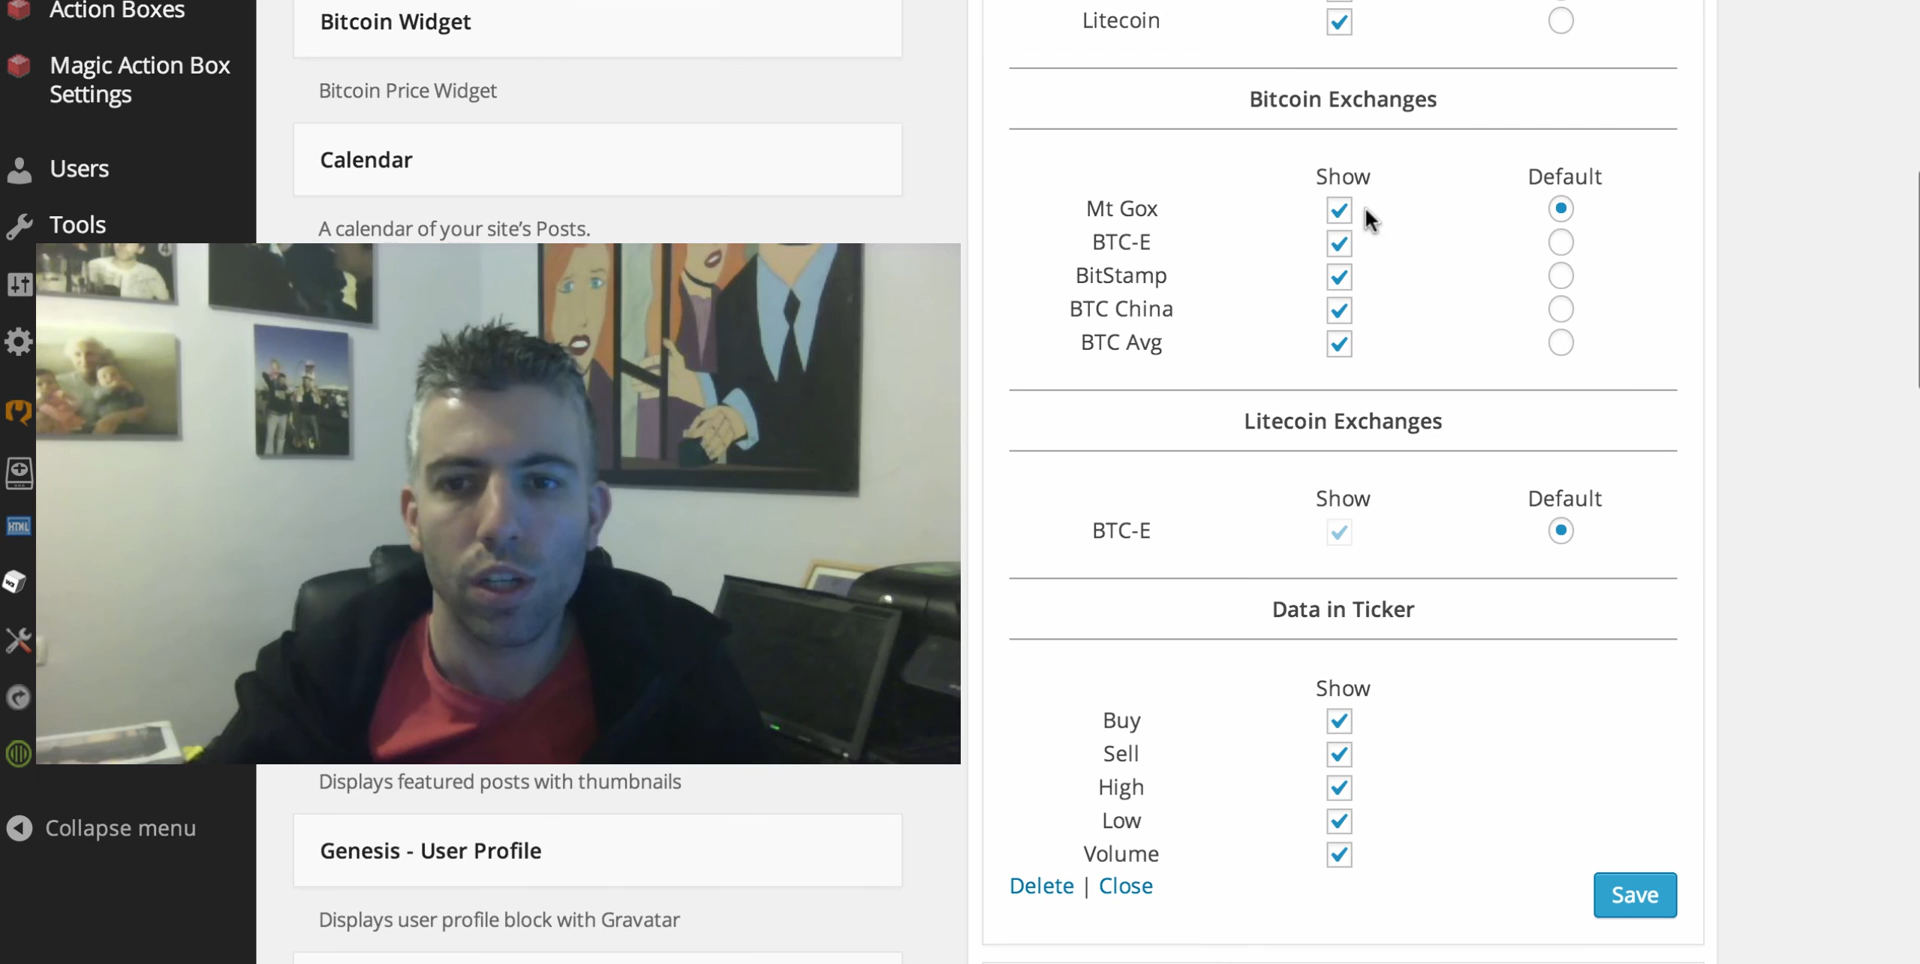 Action Boxes
Magic Action Box
Settings
Users
Tools
HTML
Collapse menu
Bitcoin Widget
Bitcoin Price Widget
Calendar
A calendar of your site's Posts.
Displays featured posts with thumbnails
Genesis - User Profile
Displays user profile block with Gravatar
Litecoin
Bitcoin Exchanges
Show Default
Mt Gox
BTC-E
BitStamp
BTC China
BTC Avg
Litecoin Exchanges
Show Default
BTC-E
Data in Ticker
Show
Buy
Sell
High
Low
Volume
Delete | Close
Save